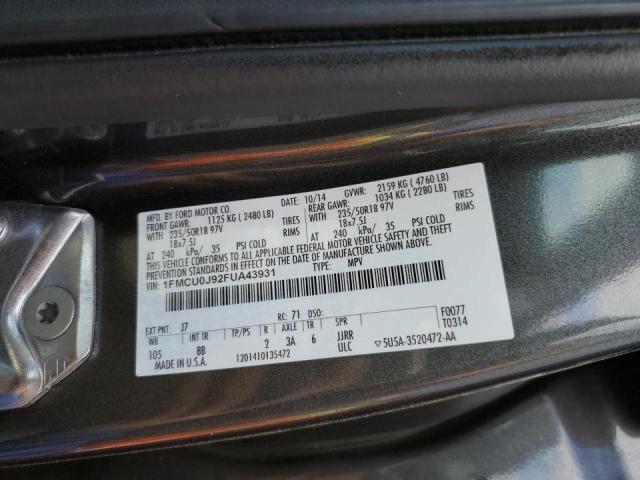 MFD. BY FORD MOTOR CO.
DATE: 10/14 GVWR: 2159 KG ( 4760 LB)
FRONT GAWR: 1125 KG ( 2480 LB) REAR GAWR: 1034 KG ( 2280 LB)
235/50R18 97V TIRES 235/50R18 97V TIRES
18x7.5J RIMS 18x7.5J RIMS
AT 240 kPa/ 35 PSI COLD AT 240 kPa/ 35 PSI COLD
THIS VEHICLE CONFORMS TO ALL APPLICABLE FEDERAL MOTOR VEHICLE SAFETY AND THEFT
PREVENTION STANDARDS IN EFFECT ON THE DATE OF MANUFACTURE SHOWN ABOVE.
VIN: 1FMCU0J92FUA43931 TYPE: MPV
EXT PNT: J7 RC: 71 DSO: F0077
WB INT TR TP/PS R AXLE TR SPR T0314
105 8B 2 3A 6 JJRR
MADE IN U.S.A. 1201410135472 ULC ▽5U5A-3520472-AA